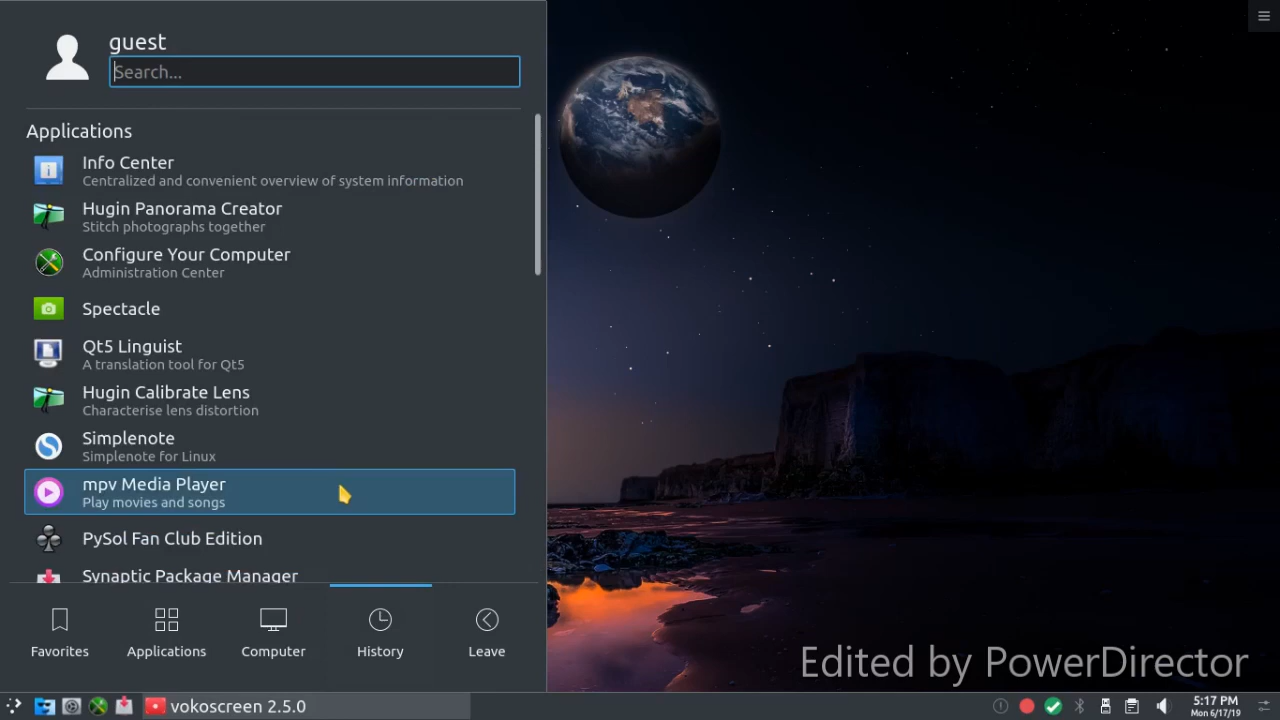 guest
Search...
Applications
Info Center
Centralized and convenient overview of system information
Hugin Panorama Creator
Stitch photographs together
Configure Your Computer
Administration Center
Spectacle
Qt5 Linguist
A translation tool for Qt5
Hugin Calibrate Lens
Characterise lens distortion
Simplenote
Simplenote for Linux
mpv Media Player
Play movies and songs
PySol Fan Club Edition
Synaptic Package Manager
Favorites
Applications
Computer
History
Leave
Edited by PowerDirector
vokoscreen 2.5.0
5:17 PM
Mon 6/17/19